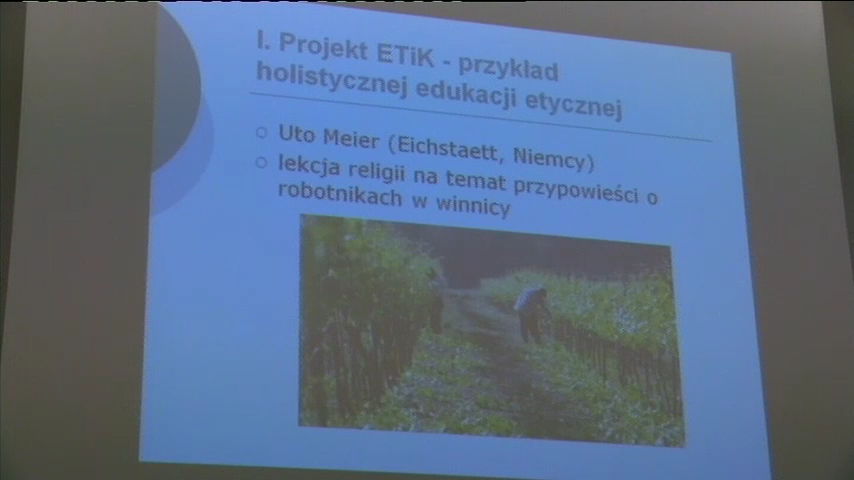 I. Projekt ETiK - przykład
holistycznej edukacji etycznej
Uto Meier (Eichstaett, Niemcy)
lekcja religii na temat przypowieści o
robotnikach w winnicy